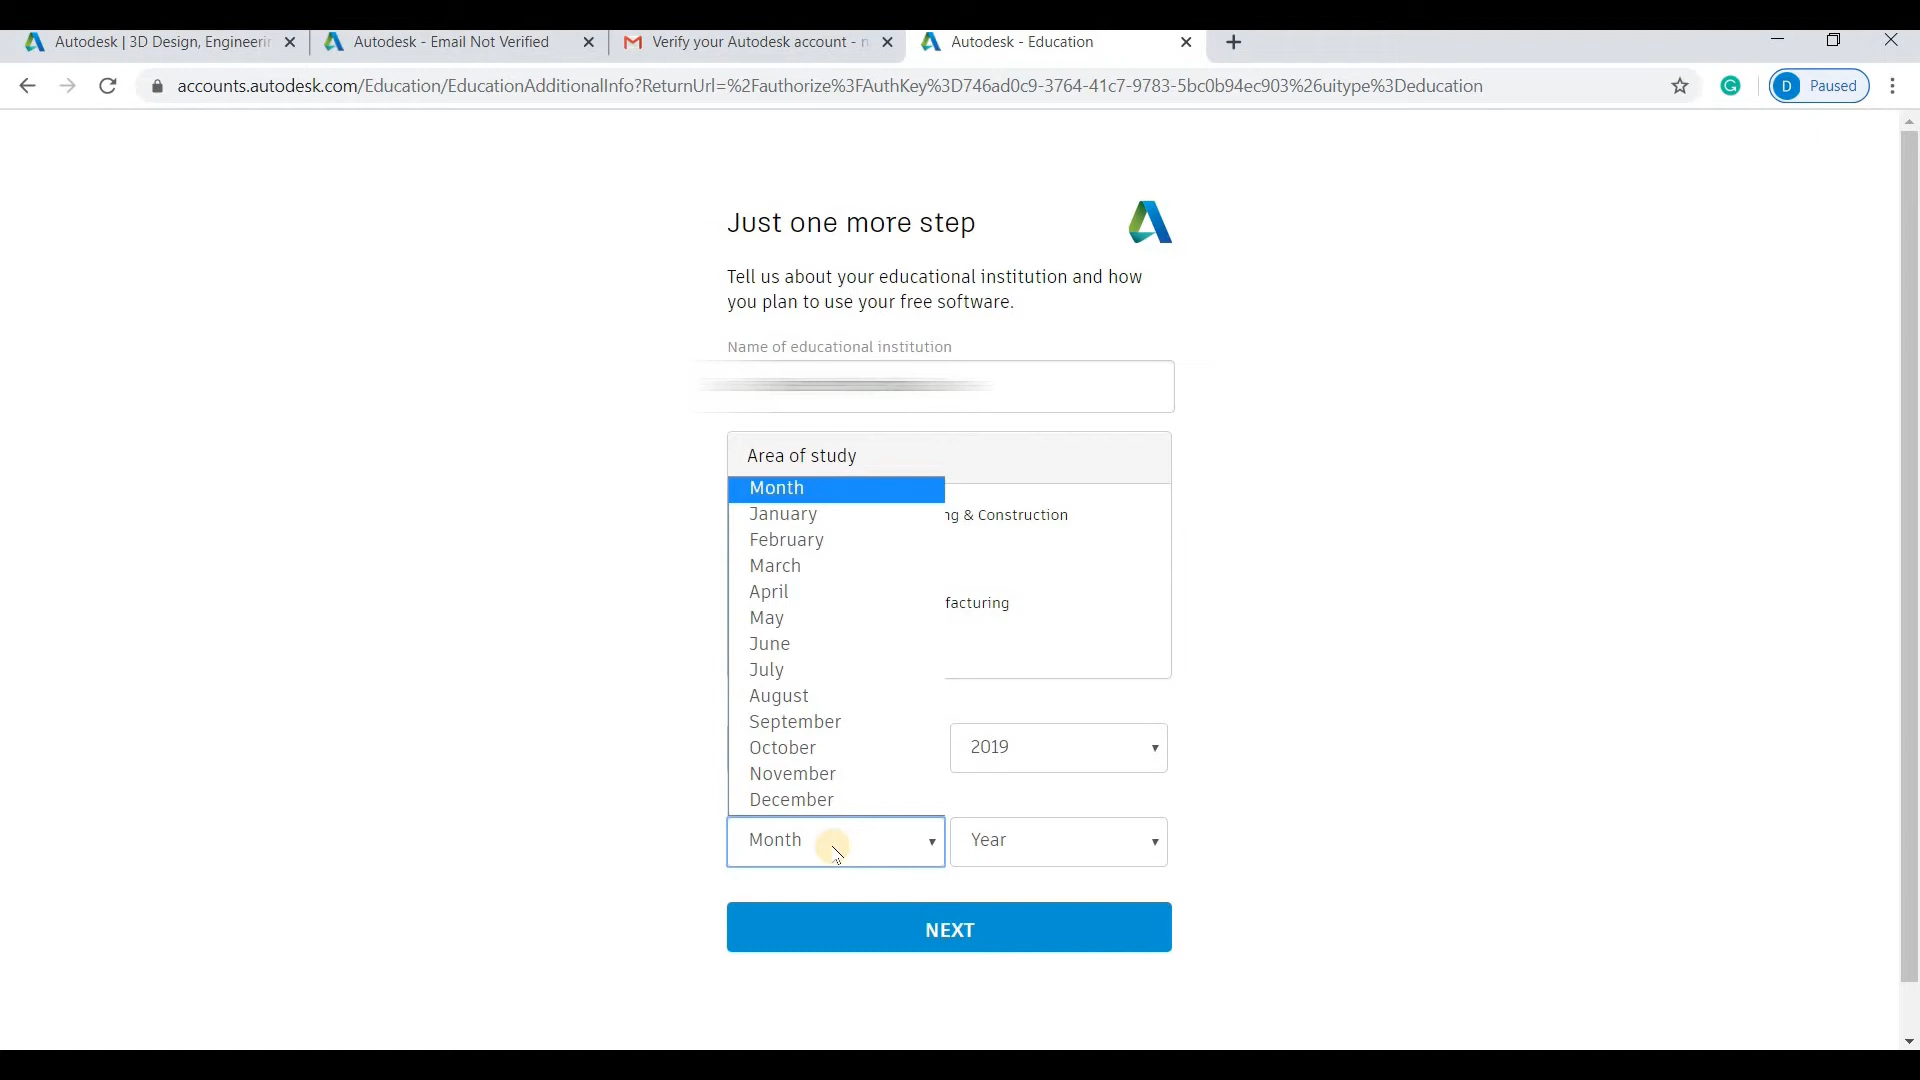 Autodesk | 3D Design, Engineerin
Autodesk - Email Not Verified
Verify your Autodesk account - n
Autodesk - Education
accounts.autodesk.com/Education/EducationAdditionalInfo?ReturnUrl=%2Fauthorize%3FAuthKey%3D746ad0c9-3764-41c7-9783-5bc0b94ec903%26uitype%3Deducation
D Paused
Just one more step
Tell us about your educational institution and how
you plan to use your free software.
Name of educational institution
Area of study
Month
January
ng & Construction
February
March
April
facturing
May
June
July
August
September
October
2019
November
December
Month
Year
NEXT